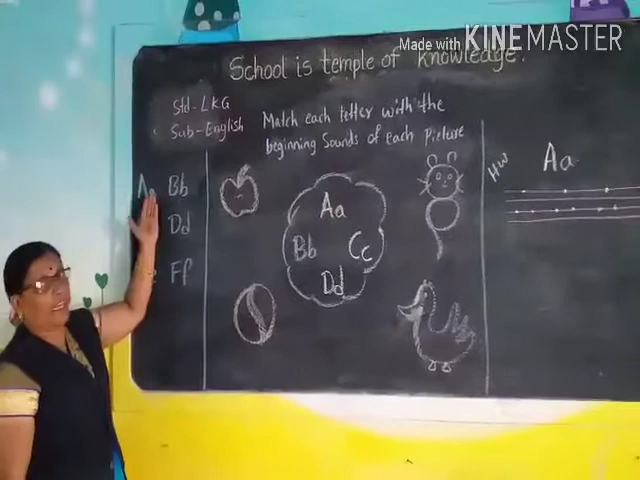 Made with KINEMASTER
School is temple of knowledge.
Std-LKG
Sub-English
Match each letter with the
beginning Sounds of each Picture
Aa Bb
Dd
Ff
Aa
Bb Cc
Dd
HW
Aa